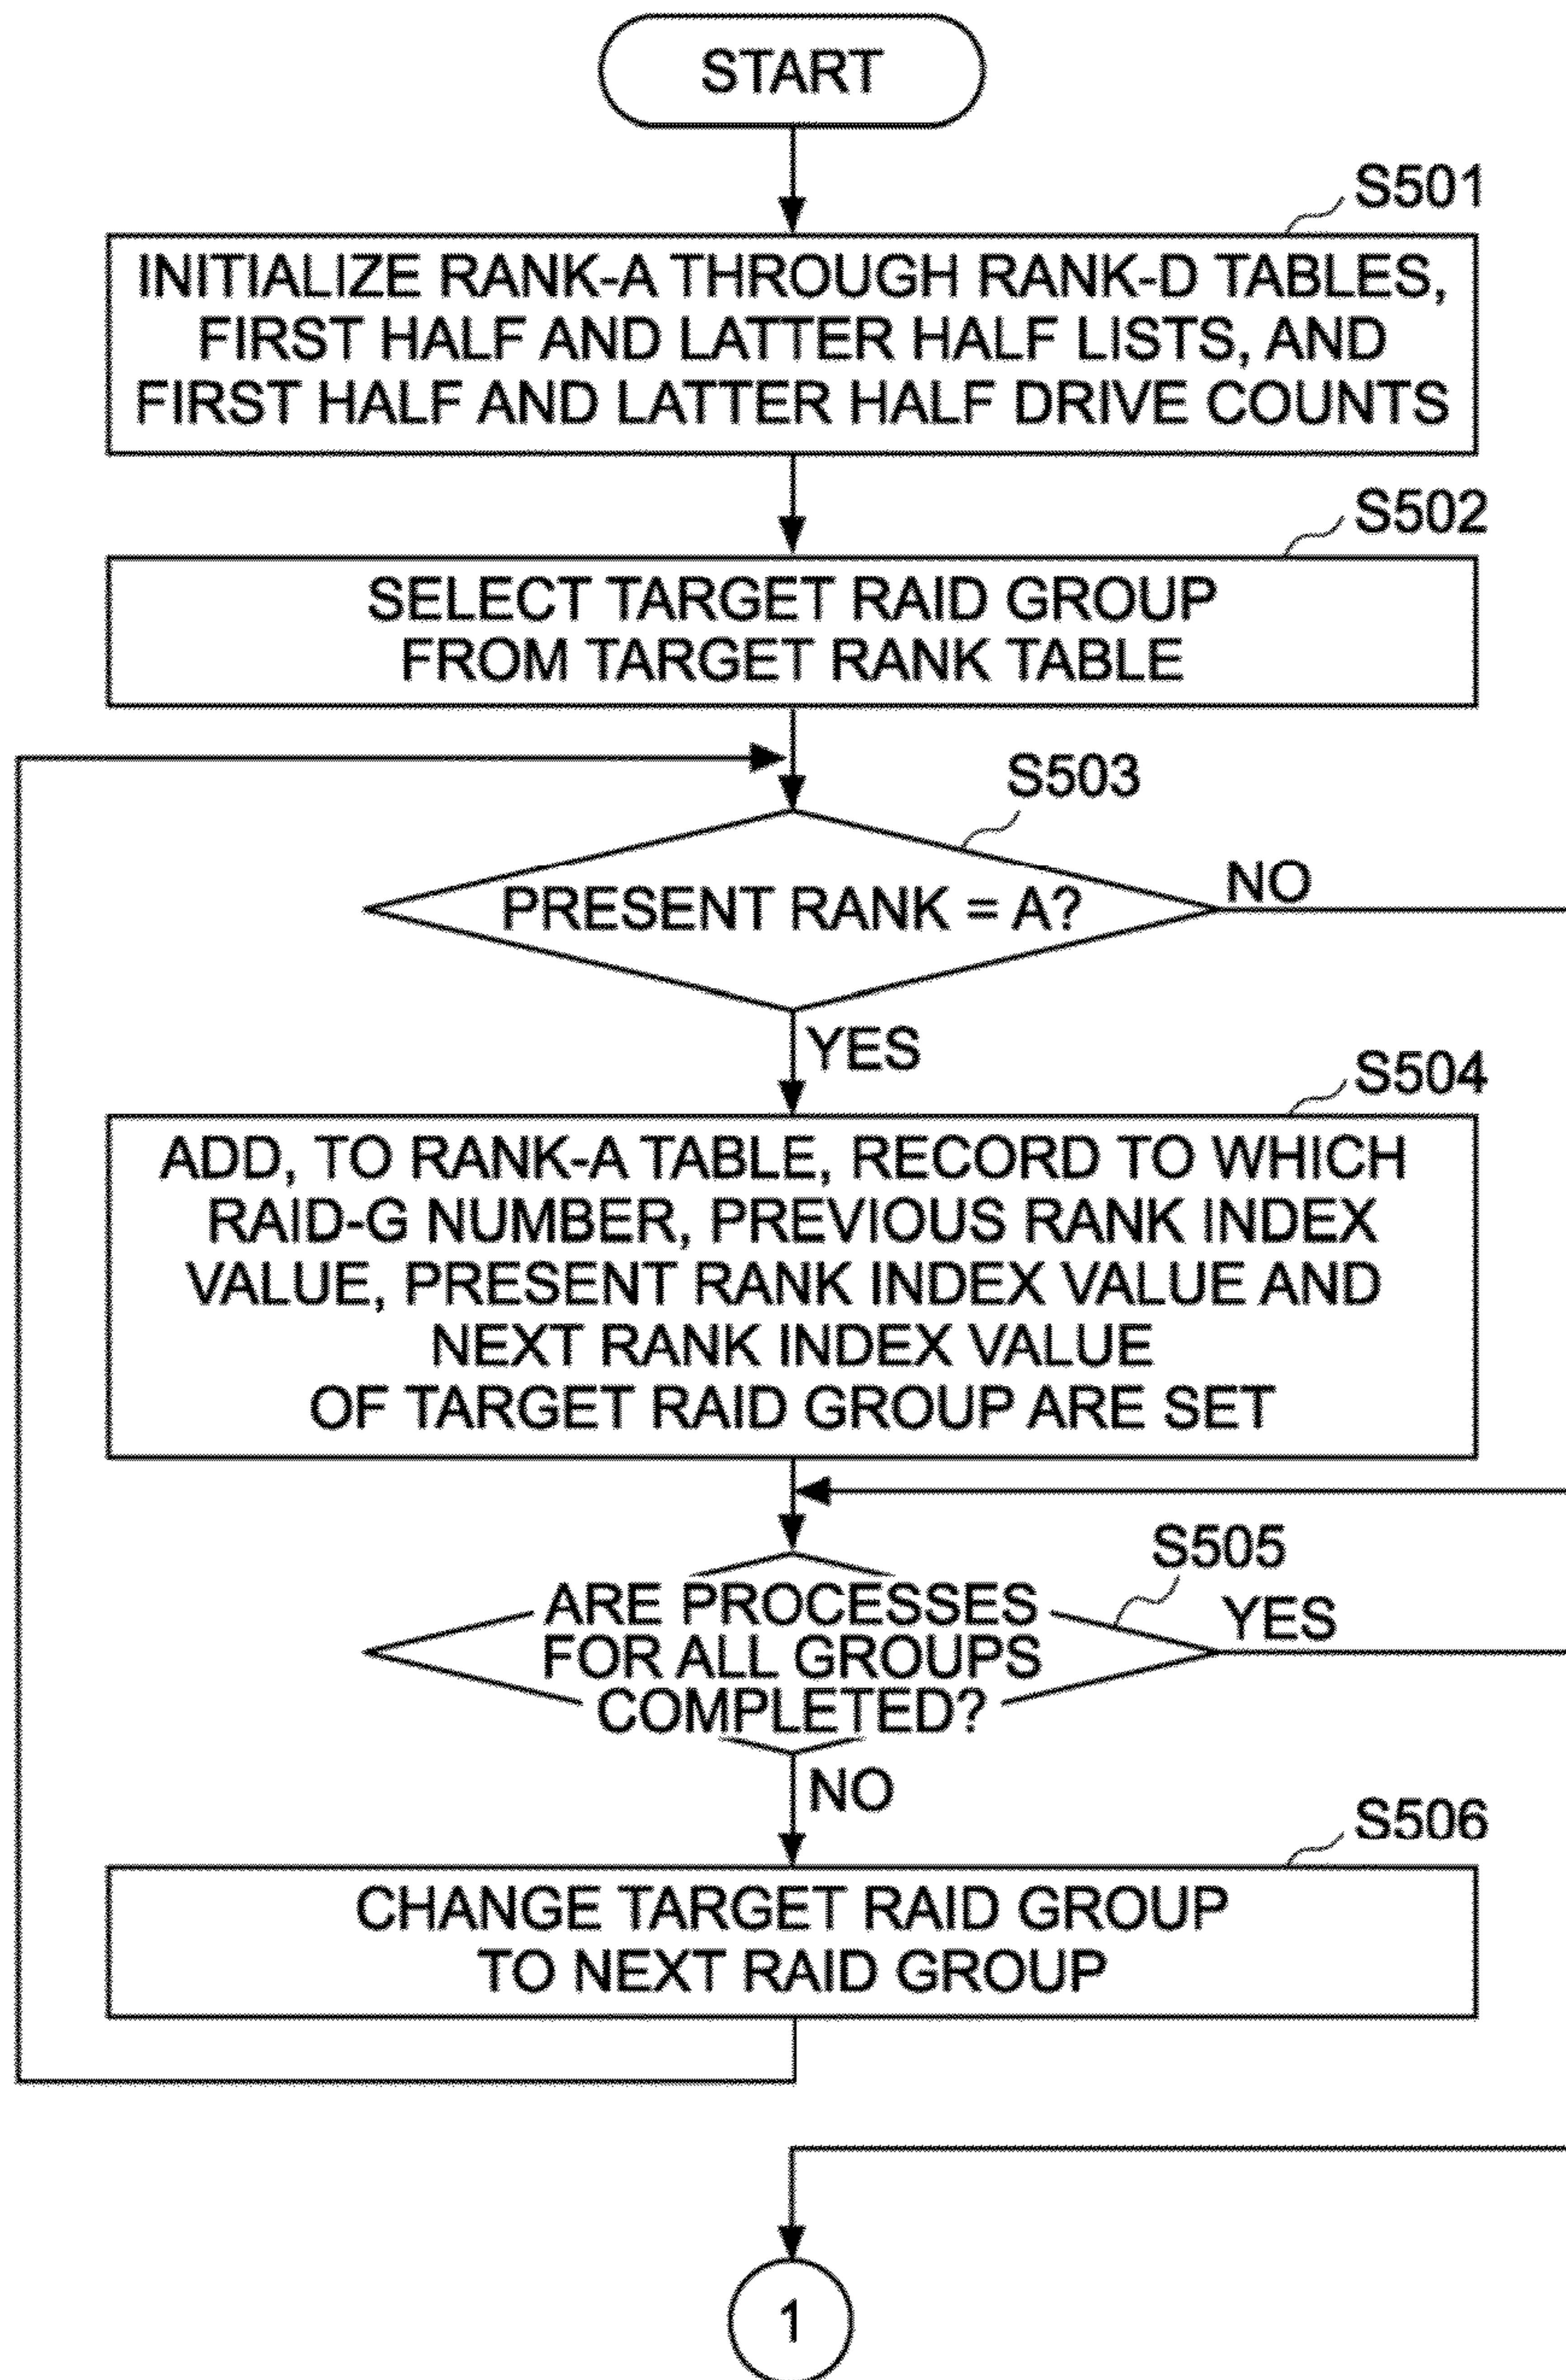 START
S501
INITIALIZE RANK-A THROUGH RANK-D TABLES,
FIRST HALF AND LATTER HALF LISTS, AND
FIRST HALF AND LATTER HALF DRIVE COUNTS
S502
SELECT TARGET RAID GROUP
FROM TARGET RANK TABLE
S503
PRESENT RANK = A?
NO
YES
S504
ADD, TO RANK-A TABLE, RECORD TO WHICH
RAID-G NUMBER, PREVIOUS RANK INDEX
VALUE, PRESENT RANK INDEX VALUE AND
NEXT RANK INDEX VALUE
OF TARGET RAID GROUP ARE SET
S505
ARE PROCESSES
FOR ALL GROUPS
COMPLETED?
YES
NO
S506
CHANGE TARGET RAID GROUP
TO NEXT RAID GROUP
1